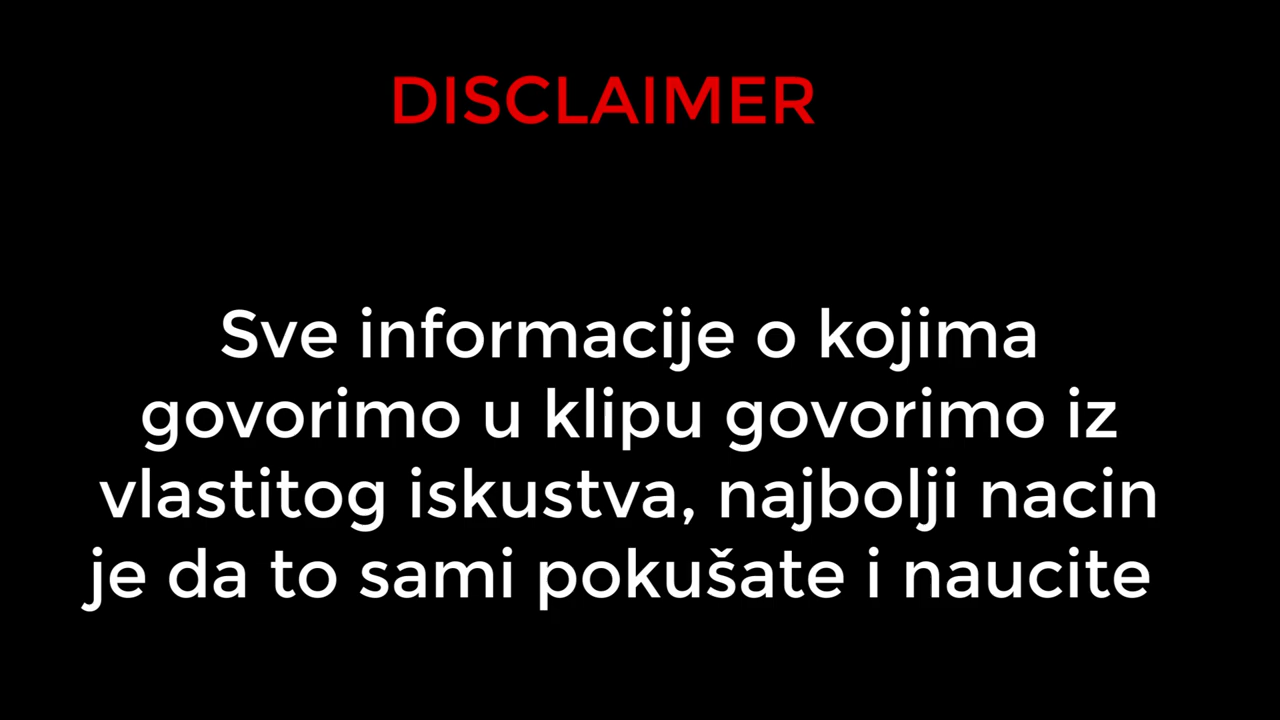 DISCLAIMER
Sve informacije o kojima
govorimo u klipu govorimo iz
vlastitog iskustva, najbolji nacin
je da to sami pokušate i naucite